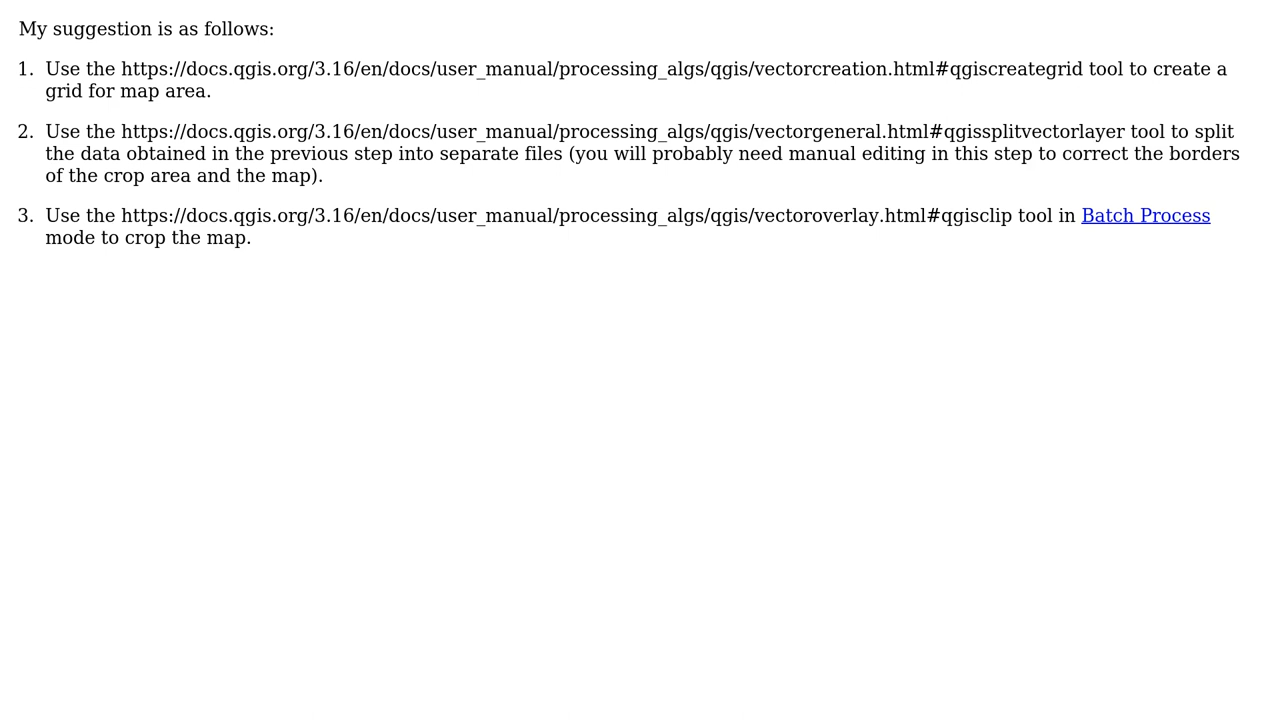 My suggestion is as follows:
1. Use the https://docs.qgis.org/3.16/en/docs/user_manual/processing_algs/qgis/vectorcreation.html#qgiscreategrid tool to create a
grid for map area.
2. Use the https://docs.qgis.org/3.16/en/docs/user_manual/processing_algs/qgis/vectorgeneral.html#qgissplitvectorlayer tool to split
the data obtained in the previous step into separate files (you will probably need manual editing in this step to correct the borders
of the crop area and the map).
3. Use the https://docs.qgis.org/3.16/en/docs/user_manual/processing_algs/qgis/vectoroverlay.html#qgisclip tool in Batch Process
mode to crop the map.